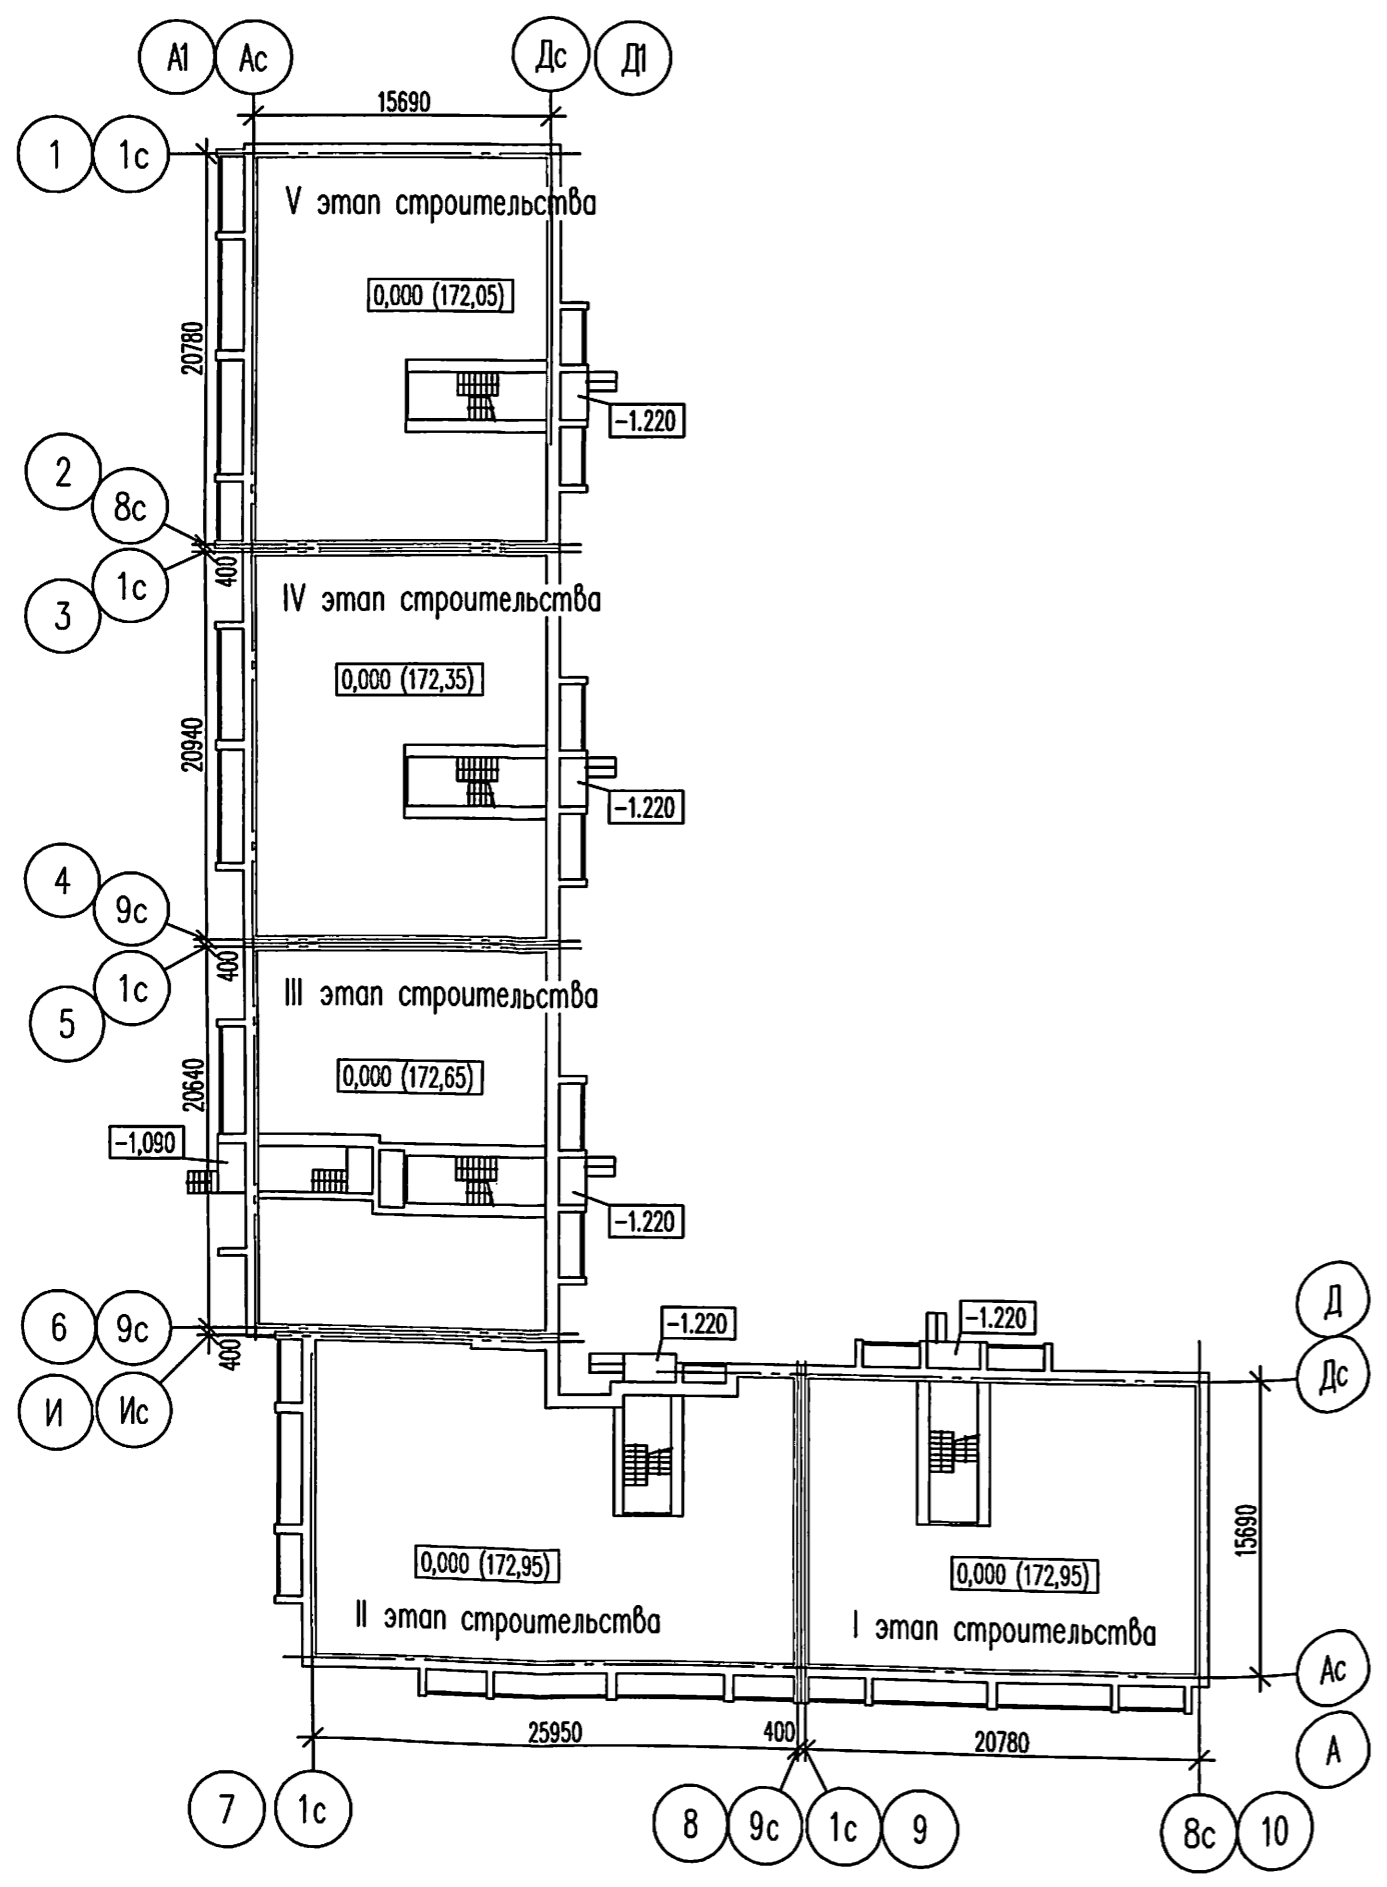 А1 Ас Дс Д1
15690
1 1с
V этап строительства
0,000 (172,05)
20780
-1.220
2
8с
400
1с
3
IV этап строительства
0,000 (172,35)
20940
-1.220
4
9с
400
1с
5
III этап строительства
0,000 (172,65)
20640
-1,090
-1.220
6 9с
400
И Ис
-1.220
-1.220
Д
Дс
15690
0,000 (172,95)
0,000 (172,95)
II этап строительства
I этап строительства
Ас
А
25950
400
20780
7 1с
8 9с 1с 9
8с 10